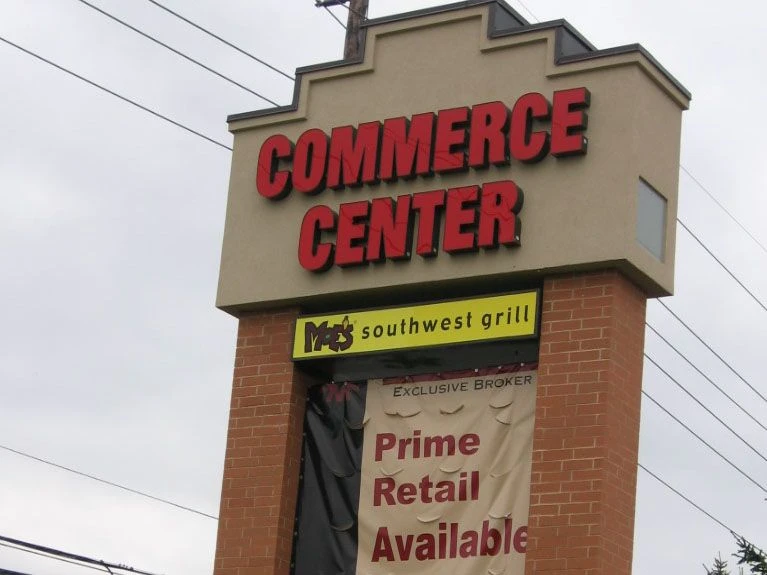 COMMERCE
CENTER
MOE'S southwest grill
EXCLUSIVE BROKER
Prime
Retail
Available